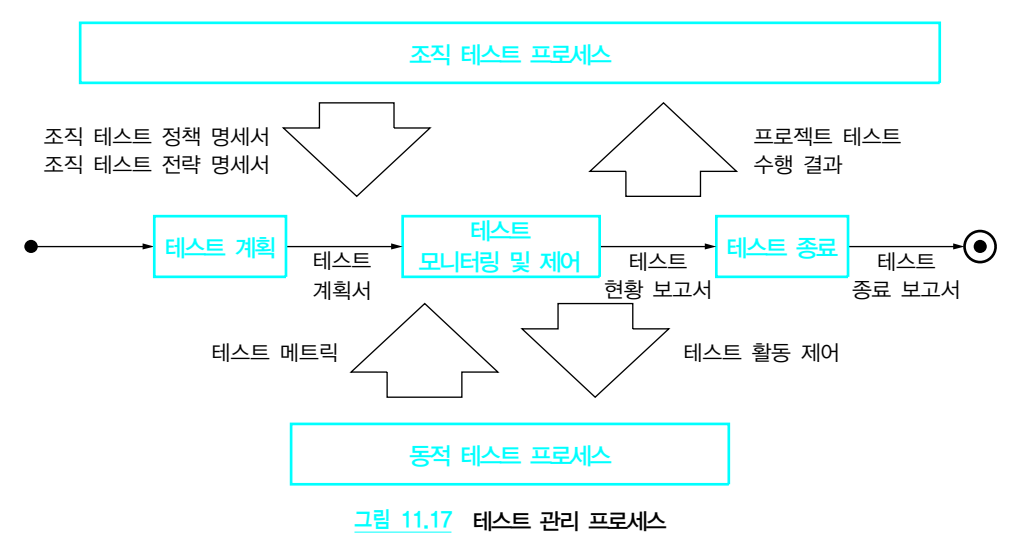 조직 테스트 프로세스
조직 테스트 정책 명세서
조직 테스트 전략 명세서
프로젝트 테스트
수행 결과
테스트 계획
테스트
계획서
테스트
모니터링 및 제어
테스트
현황 보고서
테스트 종료
테스트
종료 보고서
테스트 메트릭
테스트 활동 제어
동적 테스트 프로세스
그림 11.17 테스트 관리 프로세스